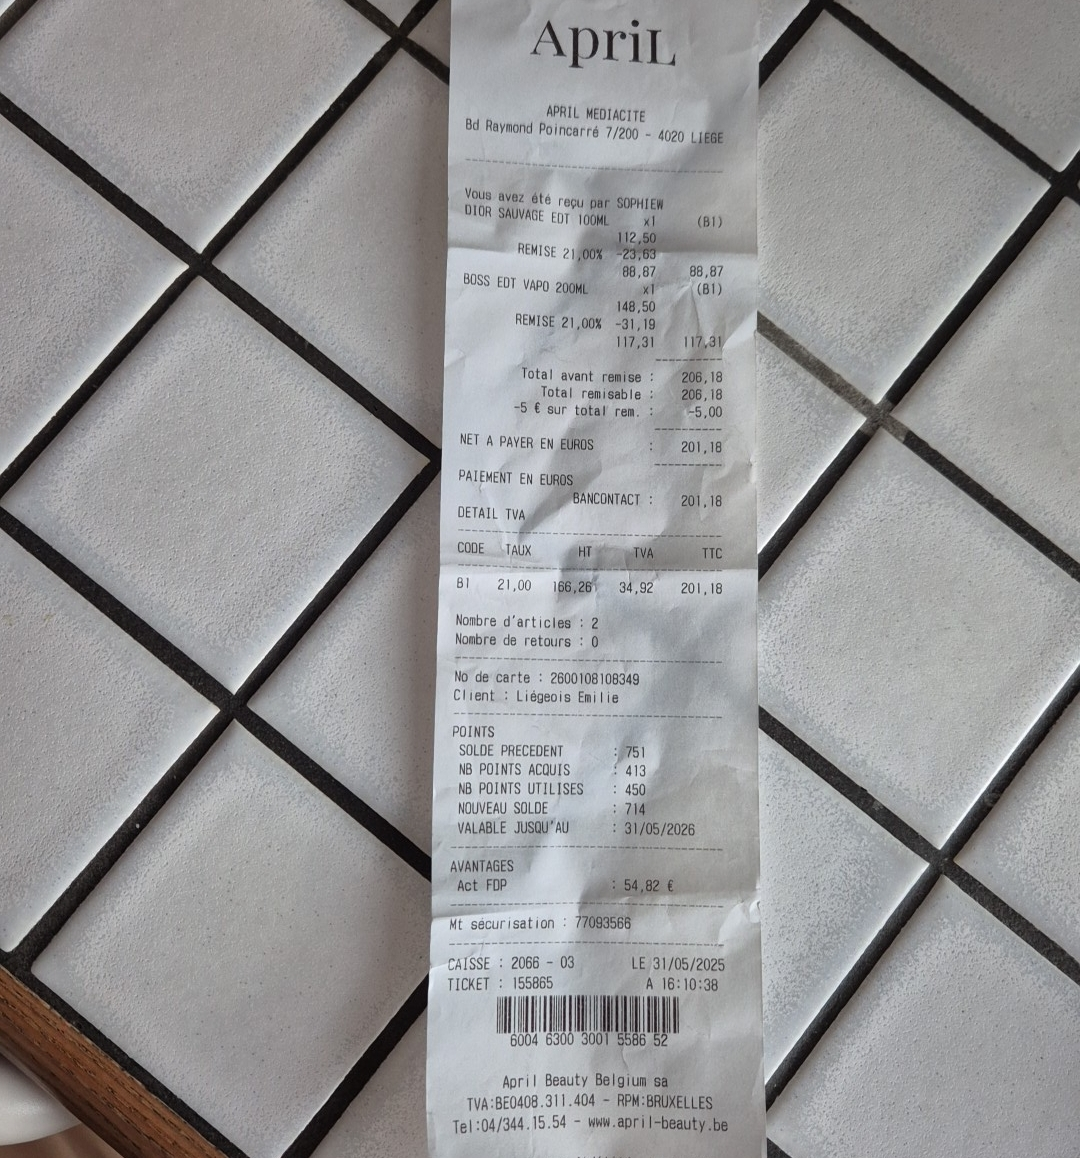 ApriL
APRIL MEDIACITE
Bd Raymond Poincarré 7/200 - 4020 LIEGE
Vous avez été reçu par SOPHIEW
DIOR SAUVAGE EDT 100ML x1 (B1)
112,50
REMISE 21,00% -23,63
88,87 88,87
BOSS EDT VAPO 200ML x1 (B1)
148,50
REMISE 21,00% -31,19
117,31 117,31
Total avant remise : 206,18
Total remisable : 206,18
-5 € sur total rem. : -5,00
NET A PAYER EN EUROS : 201,18
PAIEMENT EN EUROS
BANCONTACT : 201,18
DETAIL TVA
CODE TAUX HT TVA TTC
B1 21,00 166,26 34,92 201,18
Nombre d'articles : 2
Nombre de retours : 0
No de carte : 2600108108349
Client : Liégeois Emilie
POINTS
SOLDE PRECEDENT : 751
NB POINTS ACQUIS : 413
NB POINTS UTILISES : 450
NOUVEAU SOLDE : 714
VALABLE JUSQU'AU : 31/05/2026
AVANTAGES
Act FDP : 54,82 €
Mt sécurisation : 77093566
CAISSE : 2066 - 03 LE 31/05/2025
TICKET : 155865 A 16:10:38
6004 6300 3001 5586 52
April Beauty Belgium sa
TVA:BE0408.311.404 - RPM:BRUXELLES
Tel:04/344.15.54 - www.april-beauty.be